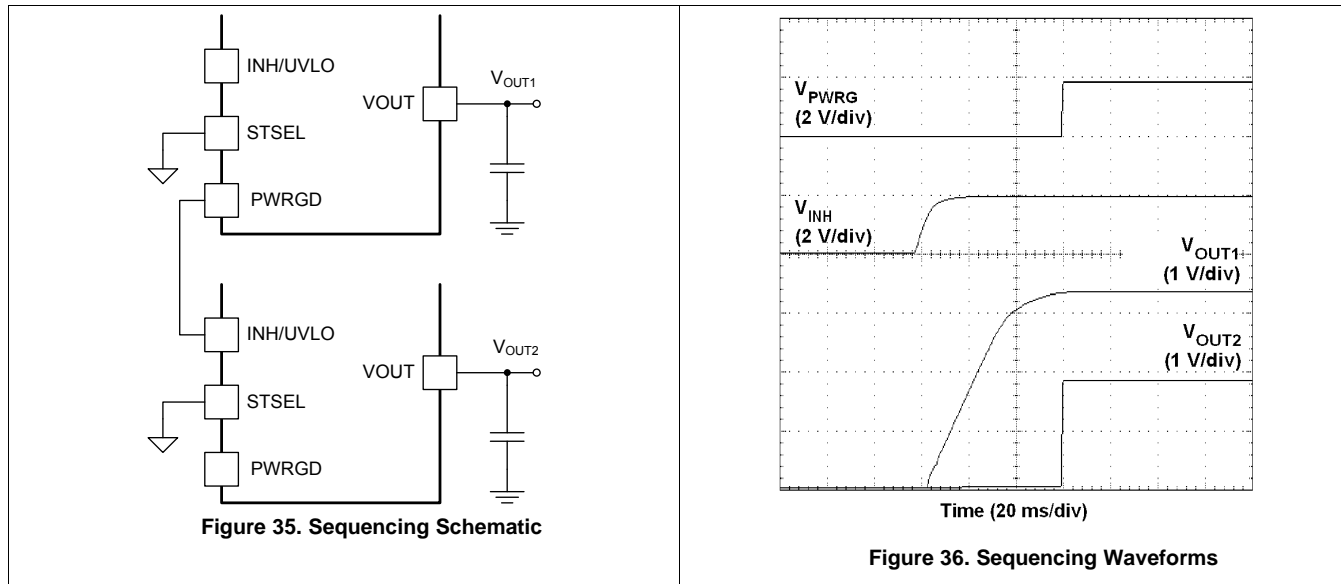 INH/UVLO
STSEL
PWRGD
VOUT
VOUT1
INH/UVLO
STSEL
PWRGD
VOUT
VOUT2
Figure 35. Sequencing Schematic
VPWRG
(2 V/div)
VINH
(2 V/div)
VOUT1
(1 V/div)
VOUT2
(1 V/div)
Time (20 ms/div)
Figure 36. Sequencing Waveforms